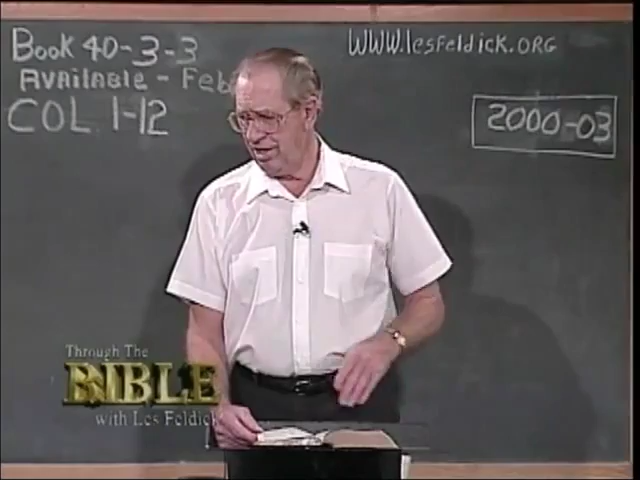 Book 40-3-3
Available - Feb
COL 1-12
WWW.lesfeldick.ORG
2000-03
Through The
BIBLE
with Les Feldick